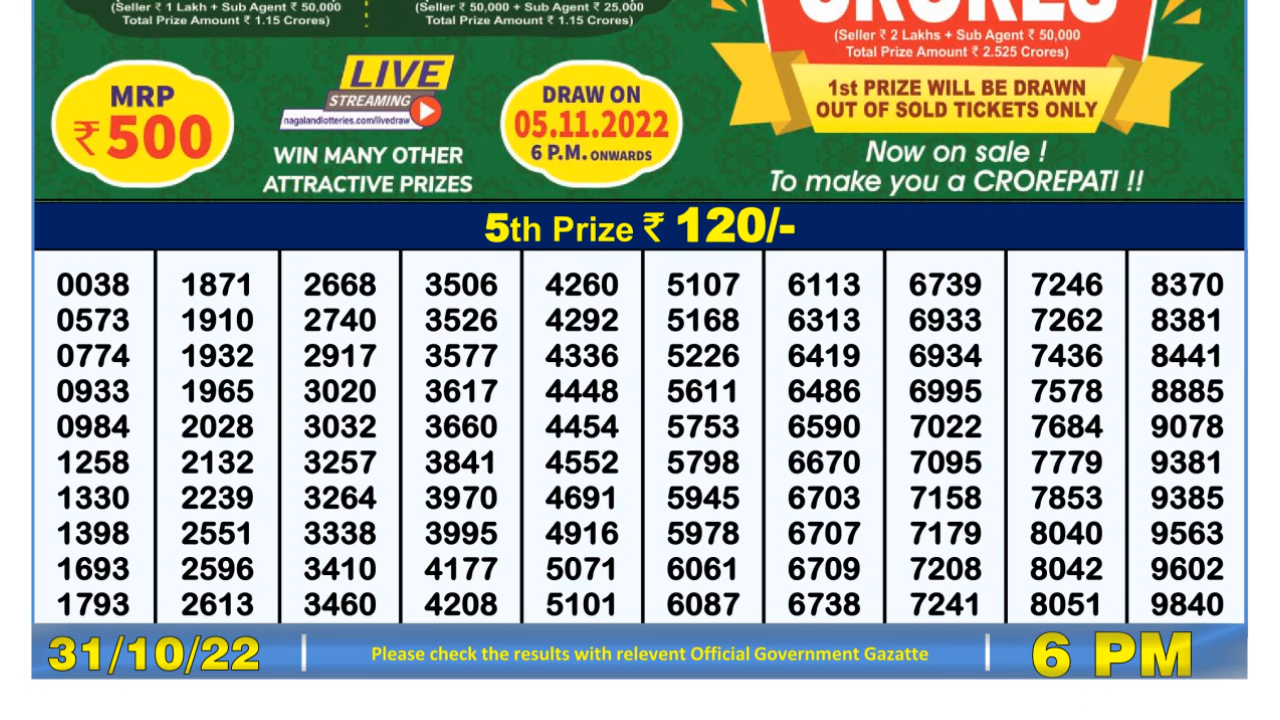 (Seller ₹ 1 Lakh + Sub Agent ₹ 50,000
Total Prize Amount ₹ 1.15 Crores)
(Seller ₹ 50,000 + Sub Agent ₹ 25,000
Total Prize Amount ₹ 1.15 Crores)
CRORES
(Seller ₹ 2 Lakhs + Sub Agent ₹ 50,000
Total Prize Amount ₹ 2.525 Crores)
MRP
₹ 500
LIVE
STREAMING
nagalandlotteries.com/livedraw
WIN MANY OTHER
ATTRACTIVE PRIZES
DRAW ON
05.11.2022
6 P.M. ONWARDS
1st PRIZE WILL BE DRAWN
OUT OF SOLD TICKETS ONLY
Now on sale !
To make you a CROREPATI !!
5th Prize ₹ 120/-
0038 1871 2668 3506 4260 5107 6113 6739 7246 8370
0573 1910 2740 3526 4292 5168 6313 6933 7262 8381
0774 1932 2917 3577 4336 5226 6419 6934 7436 8441
0933 1965 3020 3617 4448 5611 6486 6995 7578 8885
0984 2028 3032 3660 4454 5753 6590 7022 7684 9078
1258 2132 3257 3841 4552 5798 6670 7095 7779 9381
1330 2239 3264 3970 4691 5945 6703 7158 7853 9385
1398 2551 3338 3995 4916 5978 6707 7179 8040 9563
1693 2596 3410 4177 5071 6061 6709 7208 8042 9602
1793 2613 3460 4208 5101 6087 6738 7241 8051 9840
31/10/22
Please check the results with relevent Official Government Gazatte
6 PM